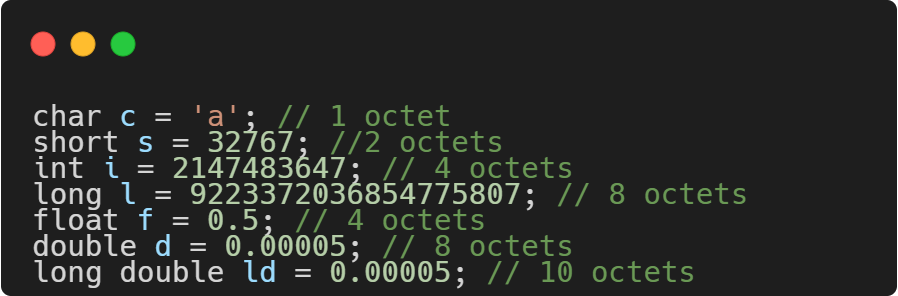 char c = 'a'; // 1 octet
short s = 32767; //2 octets
int i = 2147483647; // 4 octets
long l = 9223372036854775807; // 8 octets
float f = 0.5; // 4 octets
double d = 0.00005; // 8 octets
long double ld = 0.00005; // 10 octets